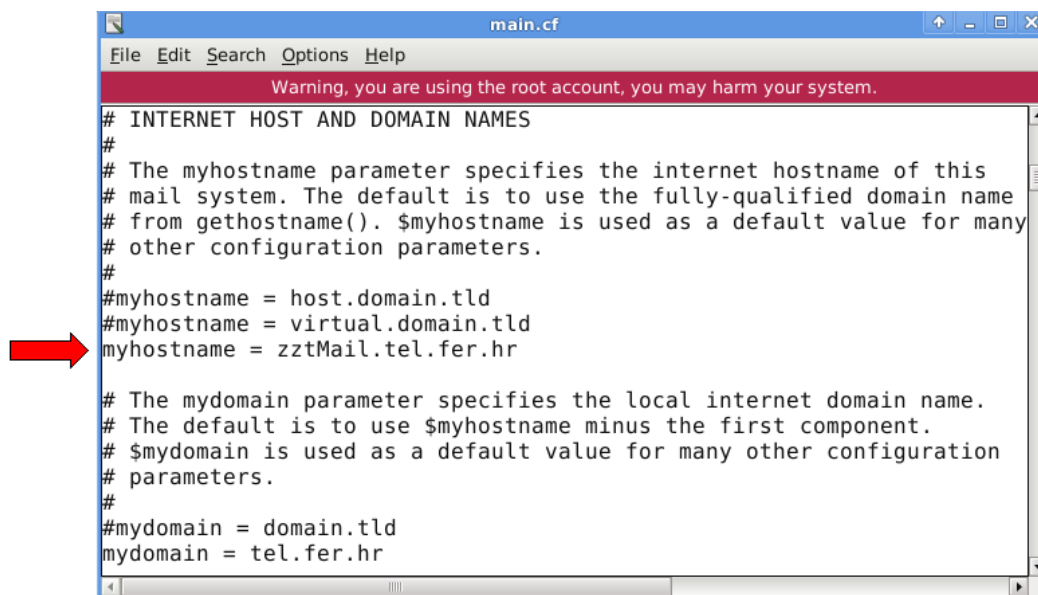 main.cf
File Edit Search Options Help
Warning, you are using the root account, you may harm your system.
# INTERNET HOST AND DOMAIN NAMES
#
# The myhostname parameter specifies the internet hostname of this
# mail system. The default is to use the fully-qualified domain name
# from gethostname(). $myhostname is used as a default value for many
# other configuration parameters.
#
#myhostname = host.domain.tld
#myhostname = virtual.domain.tld
myhostname = zztMail.tel.fer.hr

# The mydomain parameter specifies the local internet domain name.
# The default is to use $myhostname minus the first component.
# $mydomain is used as a default value for many other configuration
# parameters.
#
#mydomain = domain.tld
mydomain = tel.fer.hr